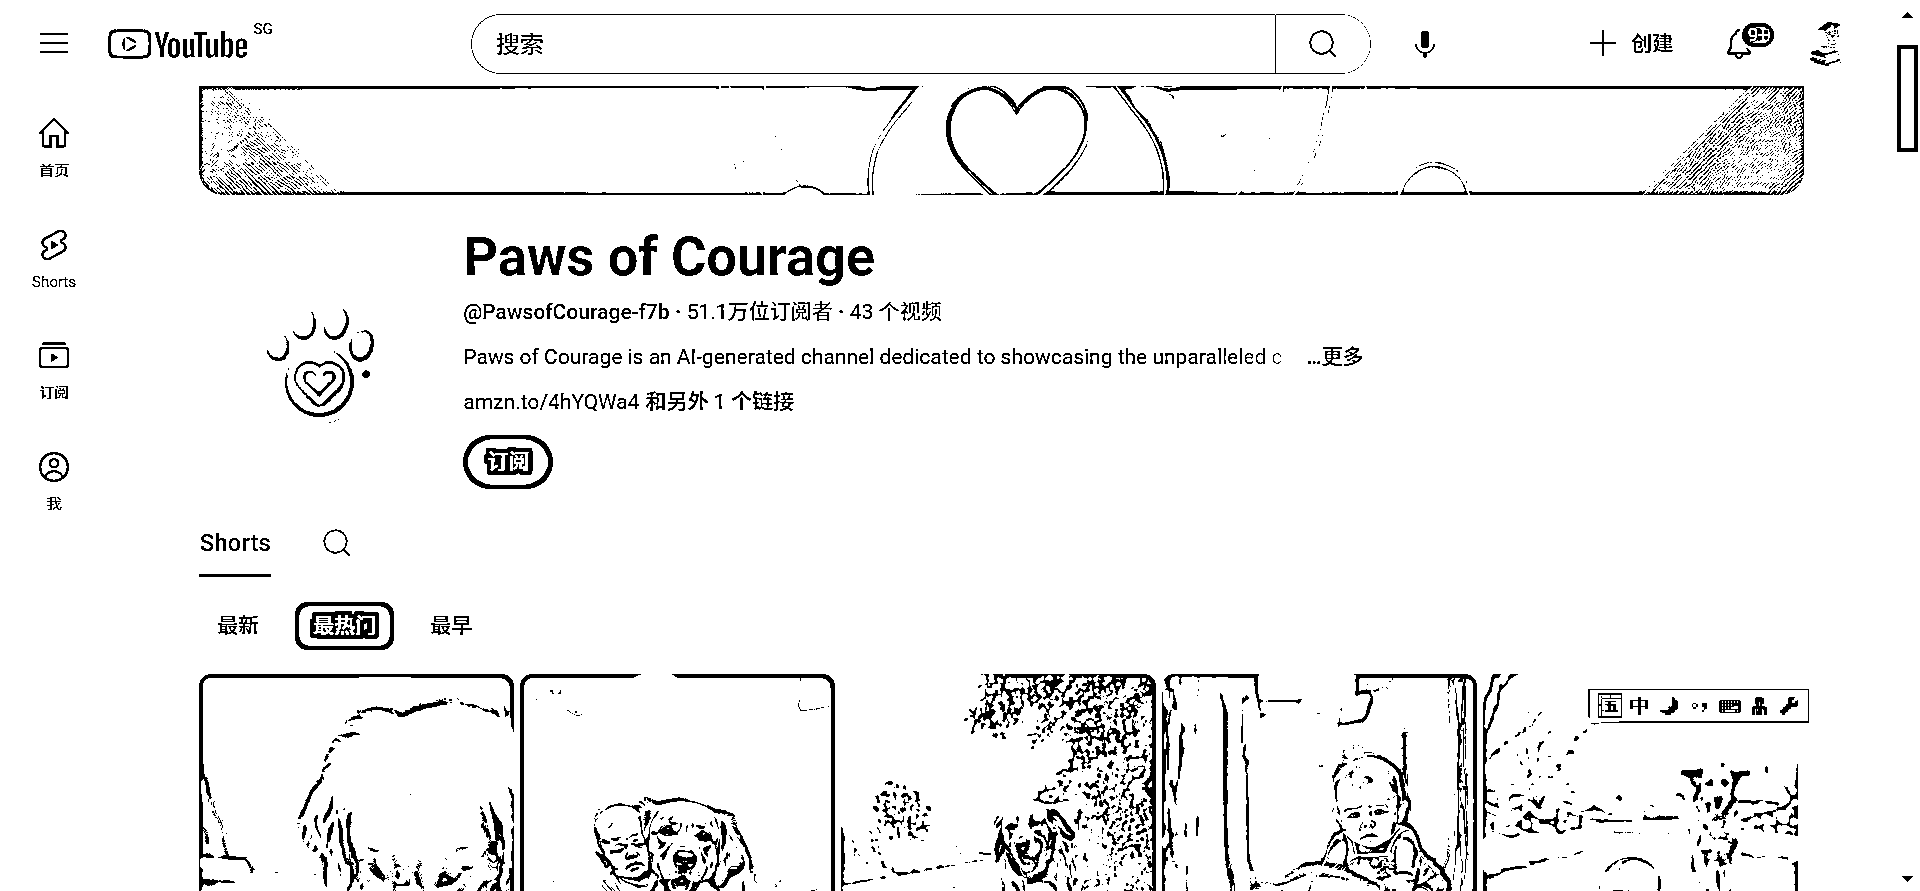 YouTube SG
搜索
创建
9+
首页
Shorts
订阅
我
Paws of Courage
@PawsofCourage-f7b · 51.1万位订阅者 · 43 个视频
Paws of Courage is an AI-generated channel dedicated to showcasing the unparalleled c ...更多
amzn.to/4hYQWa4 和另外 1 个链接
订阅
Shorts
最新 最热门 最早
五 中